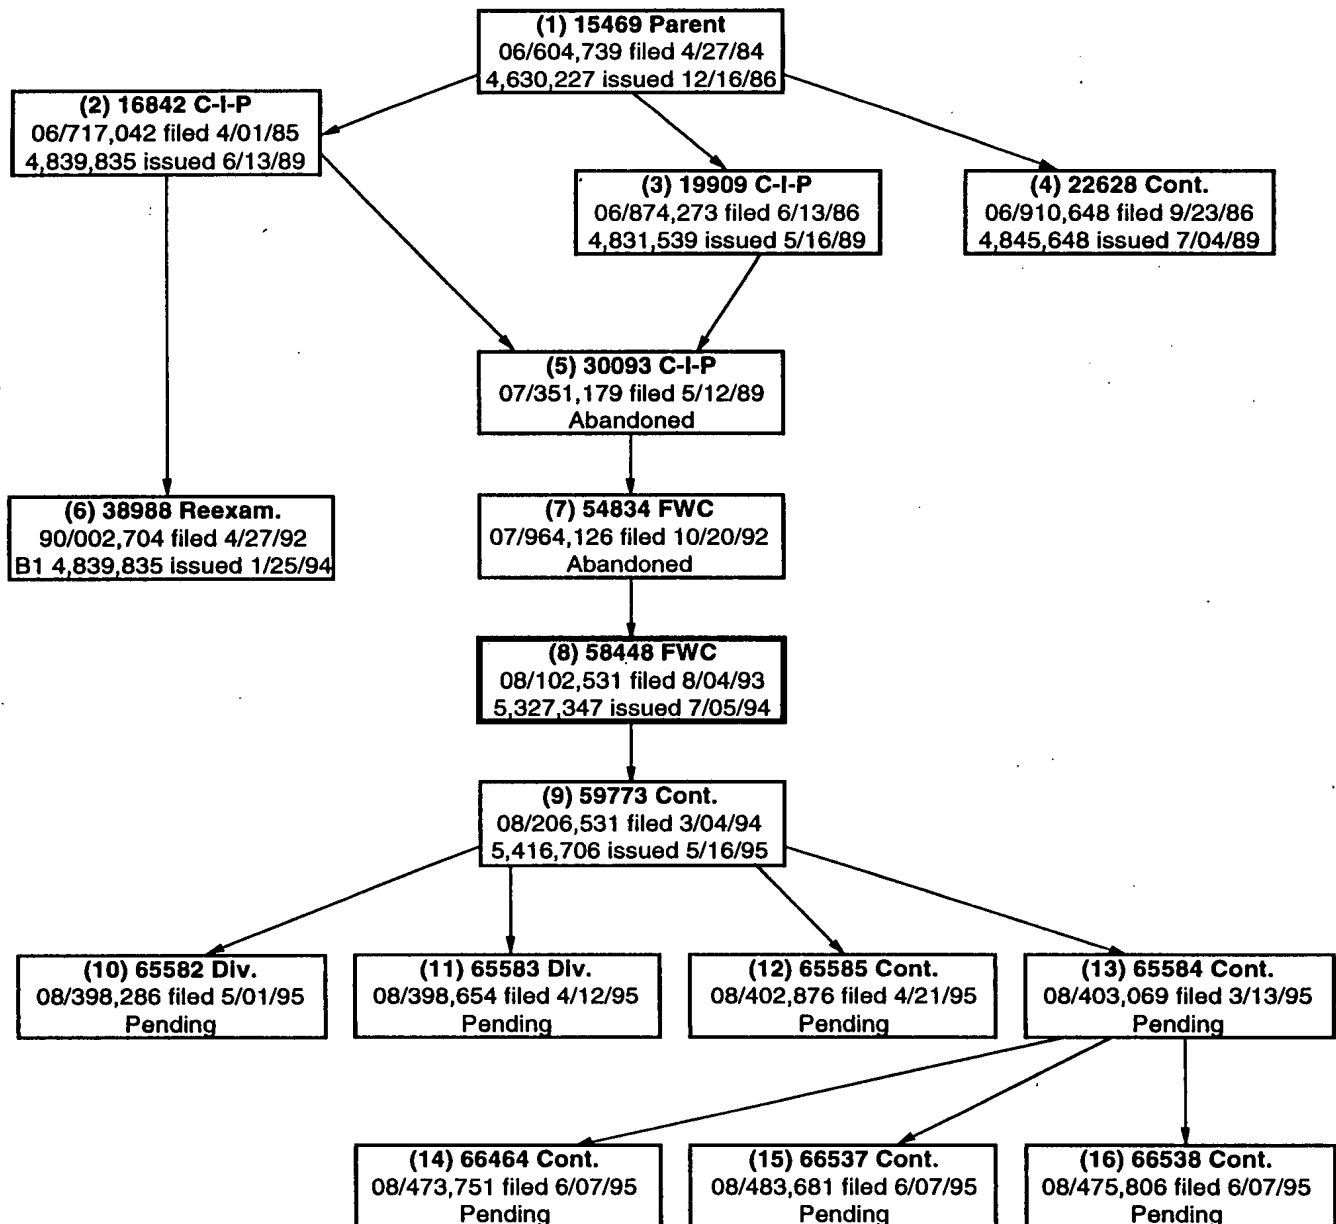 (1) 15469 Parent
06/604,739 filed 4/27/84
4,630,227 issued 12/16/86
(2) 16842 C-I-P
06/717,042 filed 4/01/85
4,839,835 issued 6/13/89
(3) 19909 C-I-P
06/874,273 filed 6/13/86
4,831,539 issued 5/16/89
(4) 22628 Cont.
06/910,648 filed 9/23/86
4,845,648 issued 7/04/89
(5) 30093 C-I-P
07/351,179 filed 5/12/89
Abandoned
(6) 38988 Reexam.
90/002,704 filed 4/27/92
B1 4,839,835 issued 1/25/94
(7) 54834 FWC
07/964,126 filed 10/20/92
Abandoned
(8) 58448 FWC
08/102,531 filed 8/04/93
5,327,347 issued 7/05/94
(9) 59773 Cont.
08/206,531 filed 3/04/94
5,416,706 issued 5/16/95
(10) 65582 Div.
08/398,286 filed 5/01/95
Pending
(11) 65583 Div.
08/398,654 filed 4/12/95
Pending
(12) 65585 Cont.
08/402,876 filed 4/21/95
Pending
(13) 65584 Cont.
08/403,069 filed 3/13/95
Pending
(14) 66464 Cont.
08/473,751 filed 6/07/95
Pending
(15) 66537 Cont.
08/483,681 filed 6/07/95
Pending
(16) 66538 Cont.
08/475,806 filed 6/07/95
Pending